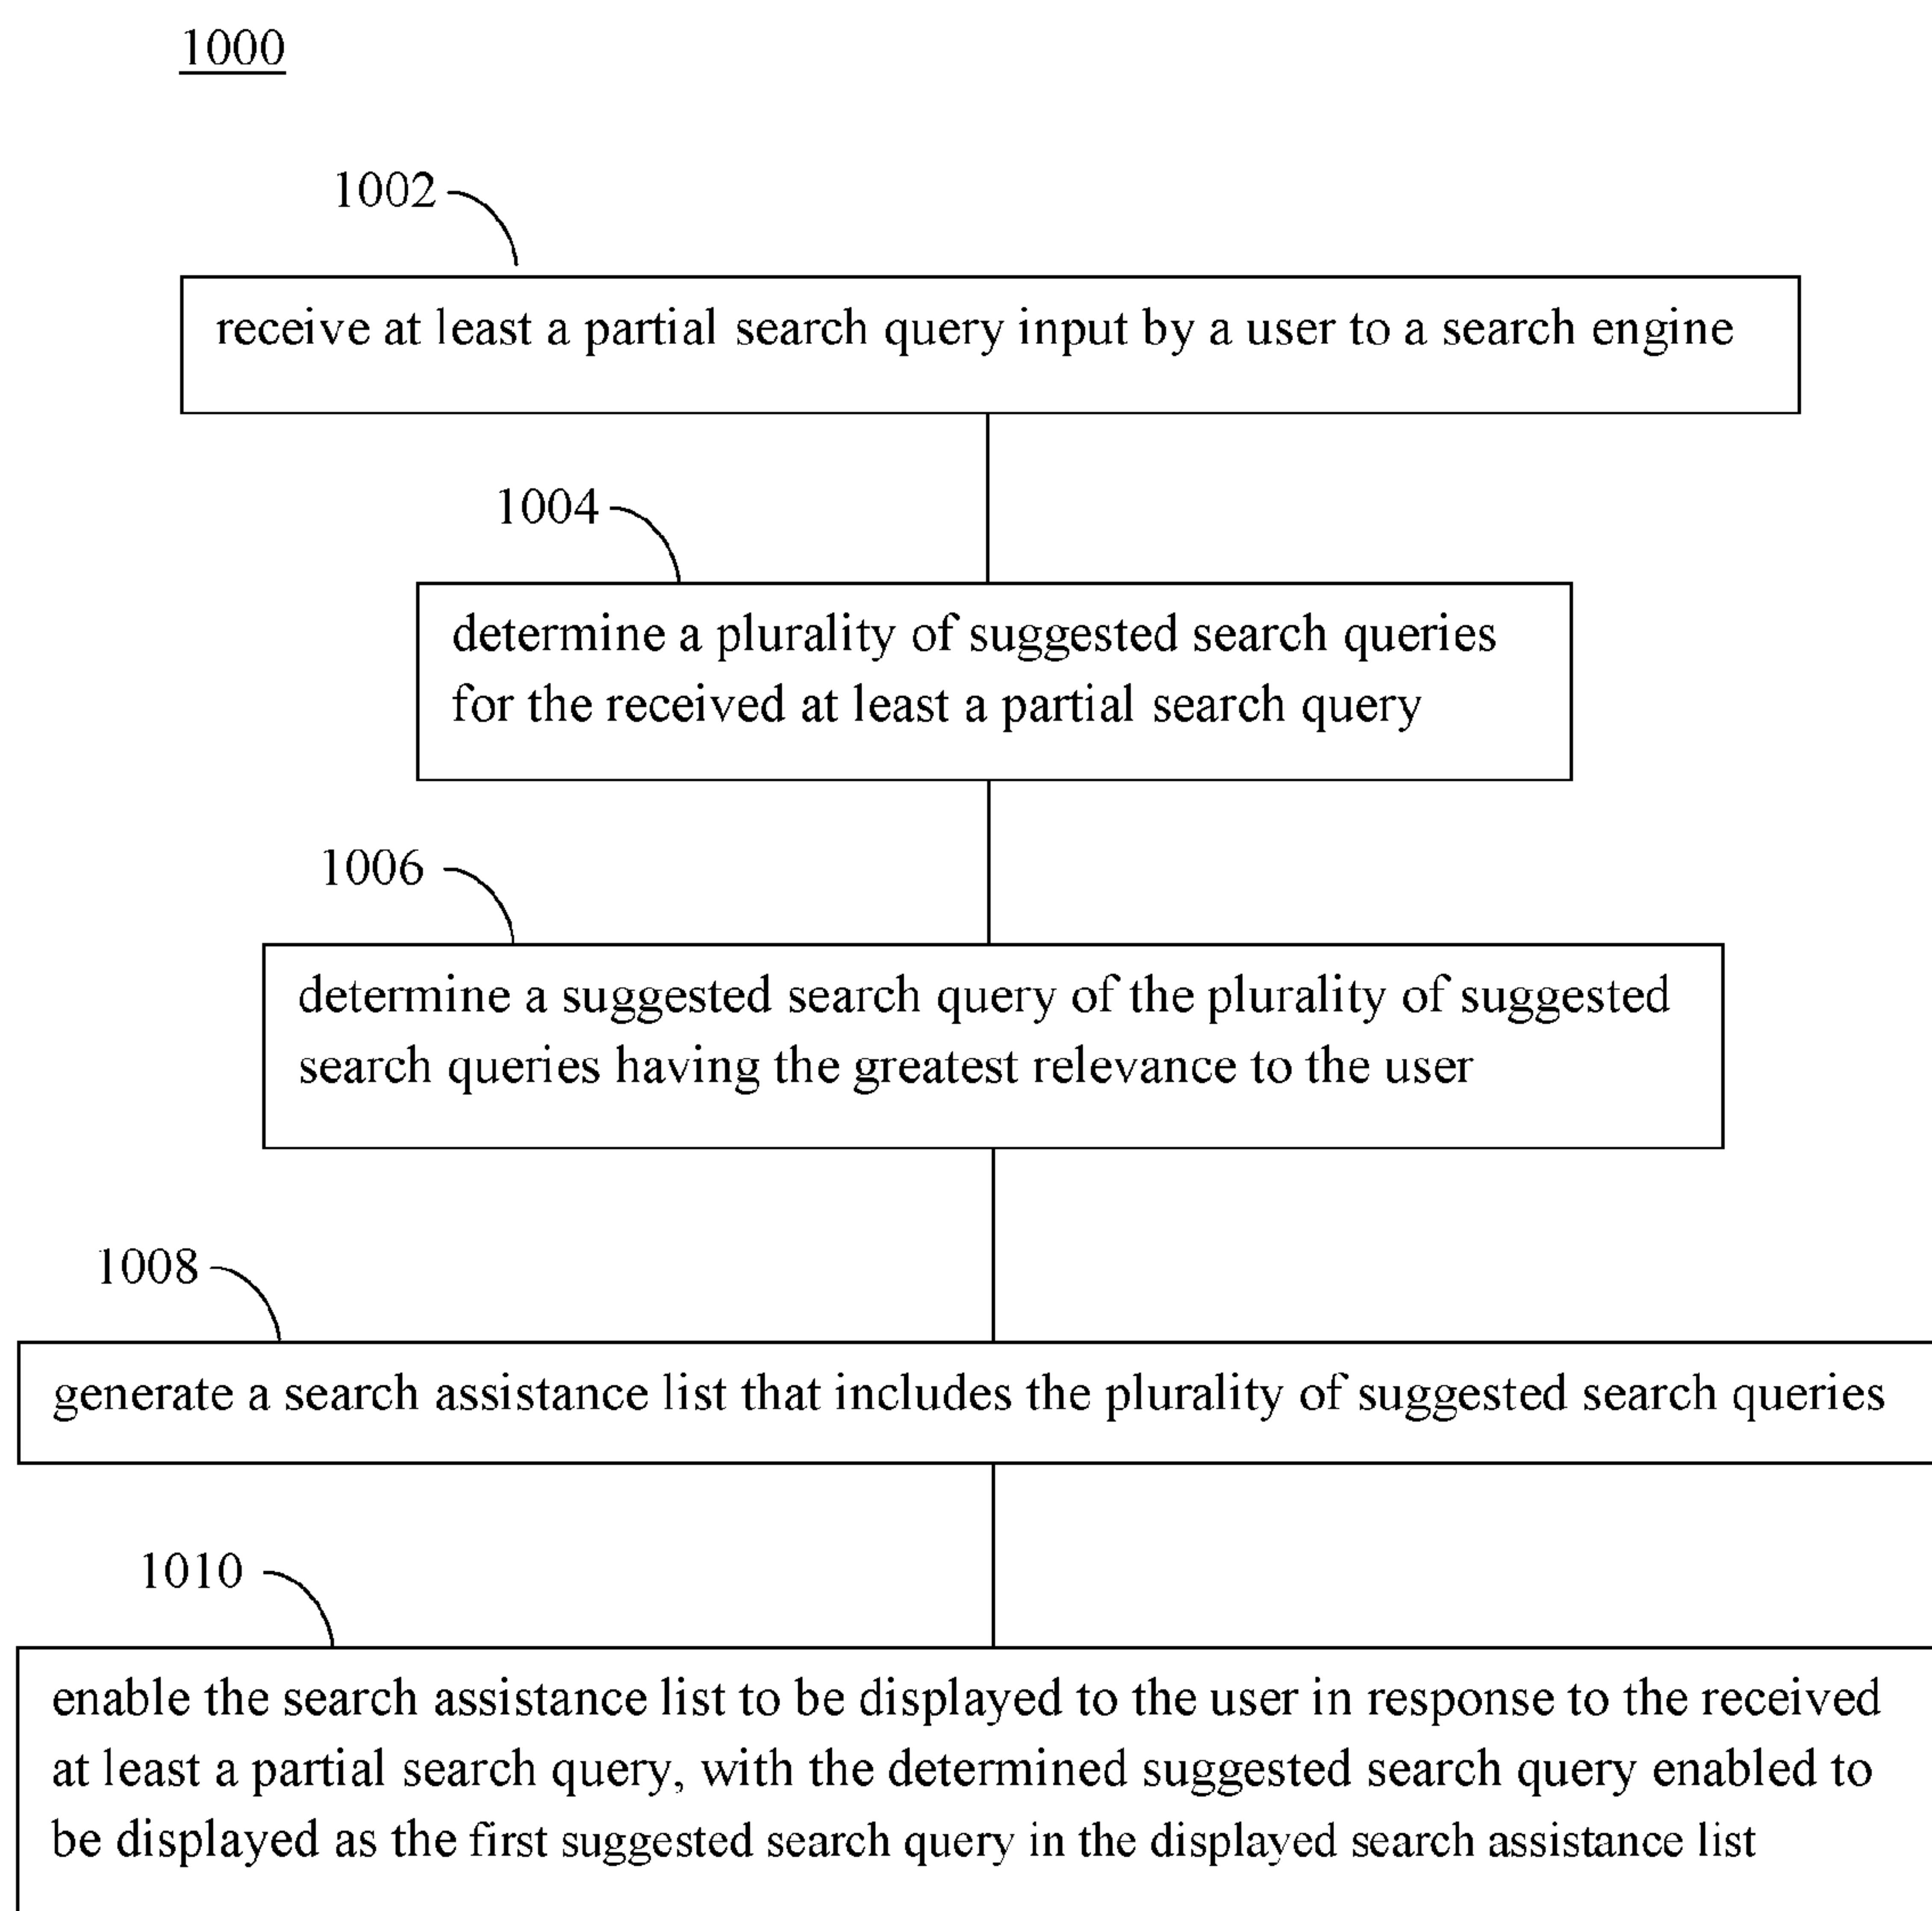 1000
1002
receive at least a partial search query input by a user to a search engine
1004
determine a plurality of suggested search queries
for the received at least a partial search query
1006
determine a suggested search query of the plurality of suggested
search queries having the greatest relevance to the user
1008
generate a search assistance list that includes the plurality of suggested search queries
1010
enable the search assistance list to be displayed to the user in response to the received
at least a partial search query, with the determined suggested search query enabled to
be displayed as the first suggested search query in the displayed search assistance list